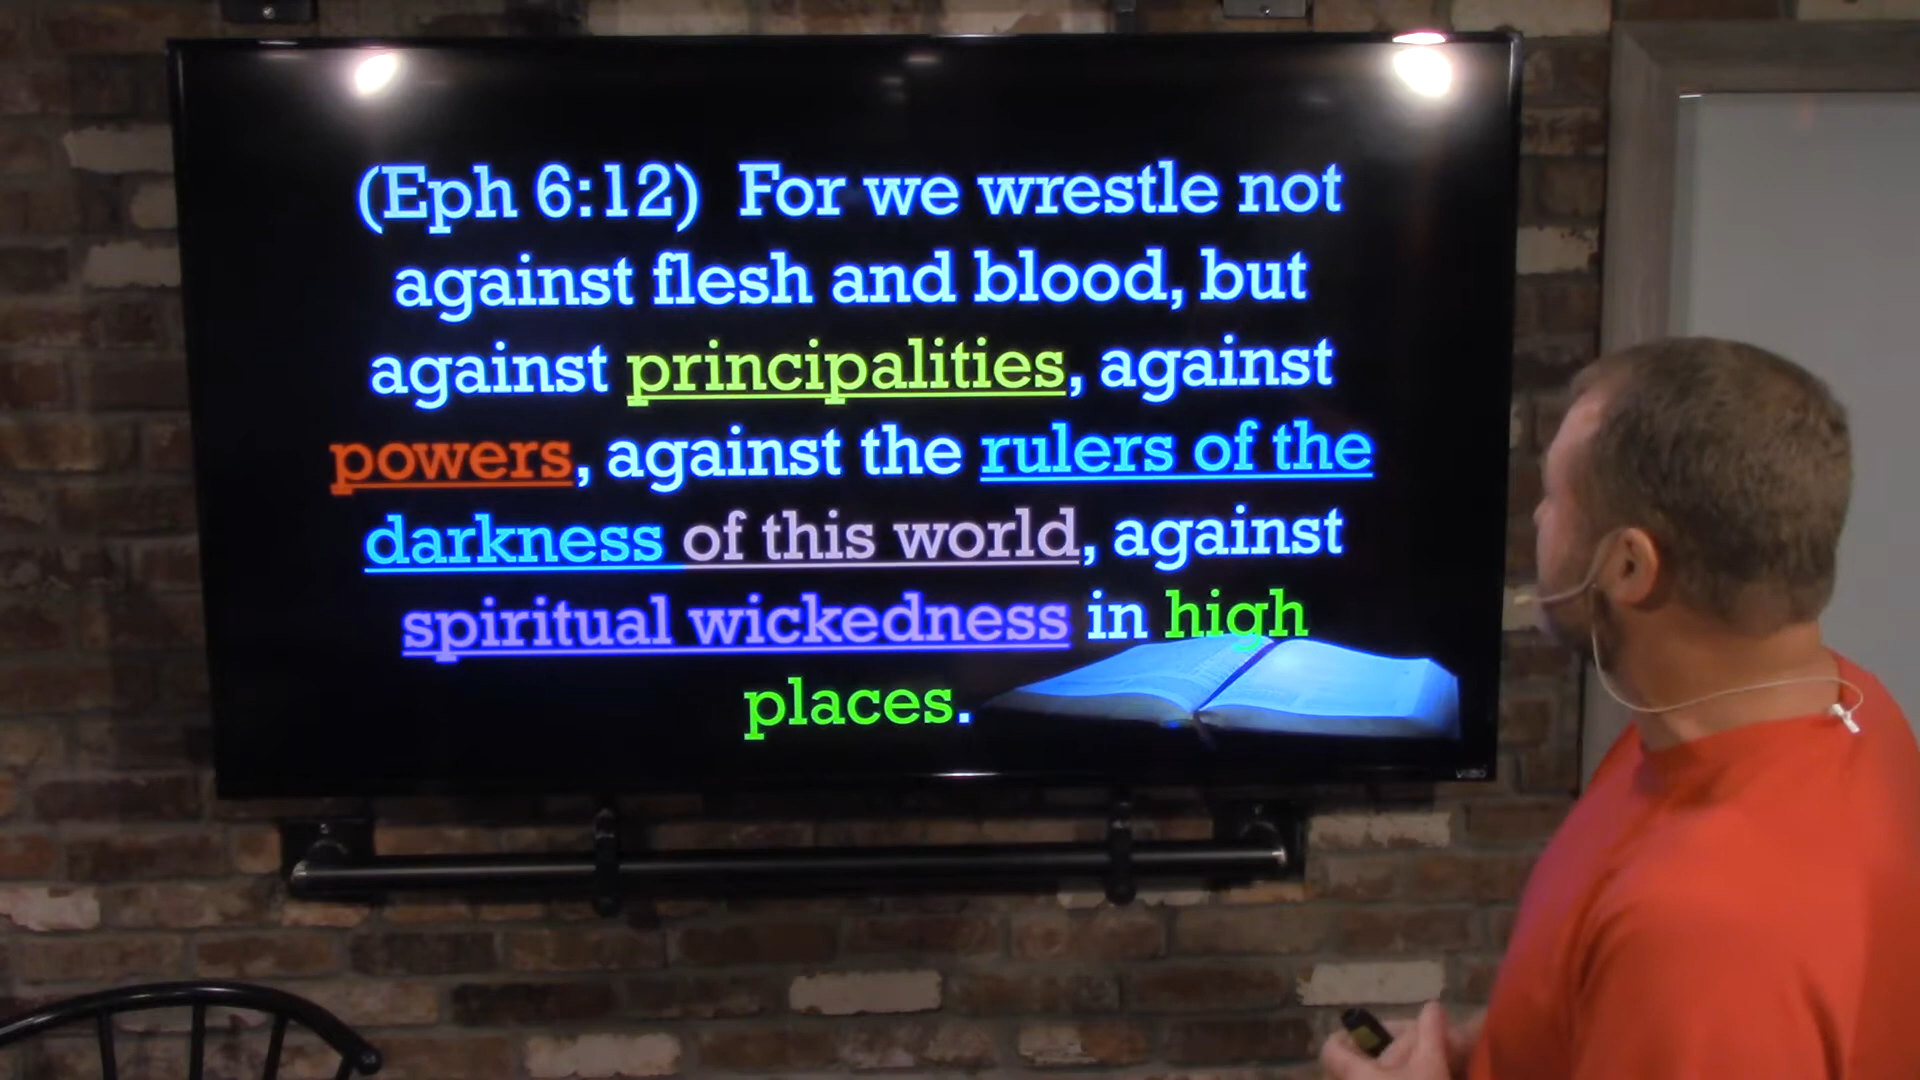 (Eph 6:12) For we wrestle not
against flesh and blood, but
against principalities, against
powers, against the rulers of the
darkness of this world, against
spiritual wickedness in high
places.
VIZIO